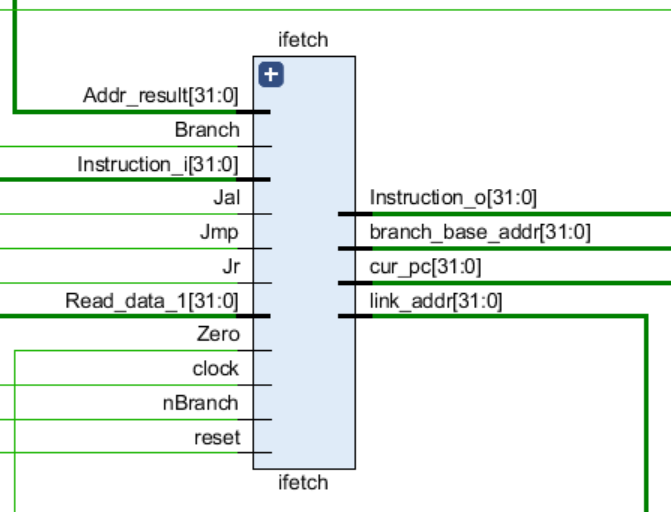 ifetch
Addr_result[31:0]
Branch
Instruction_i[31:0]
Jal
Jmp
Jr
Read_data_1[31:0]
Zero
clock
nBranch
reset
Instruction_o[31:0]
branch_base_addr[31:0]
cur_pc[31:0]
link_addr[31:0]
ifetch